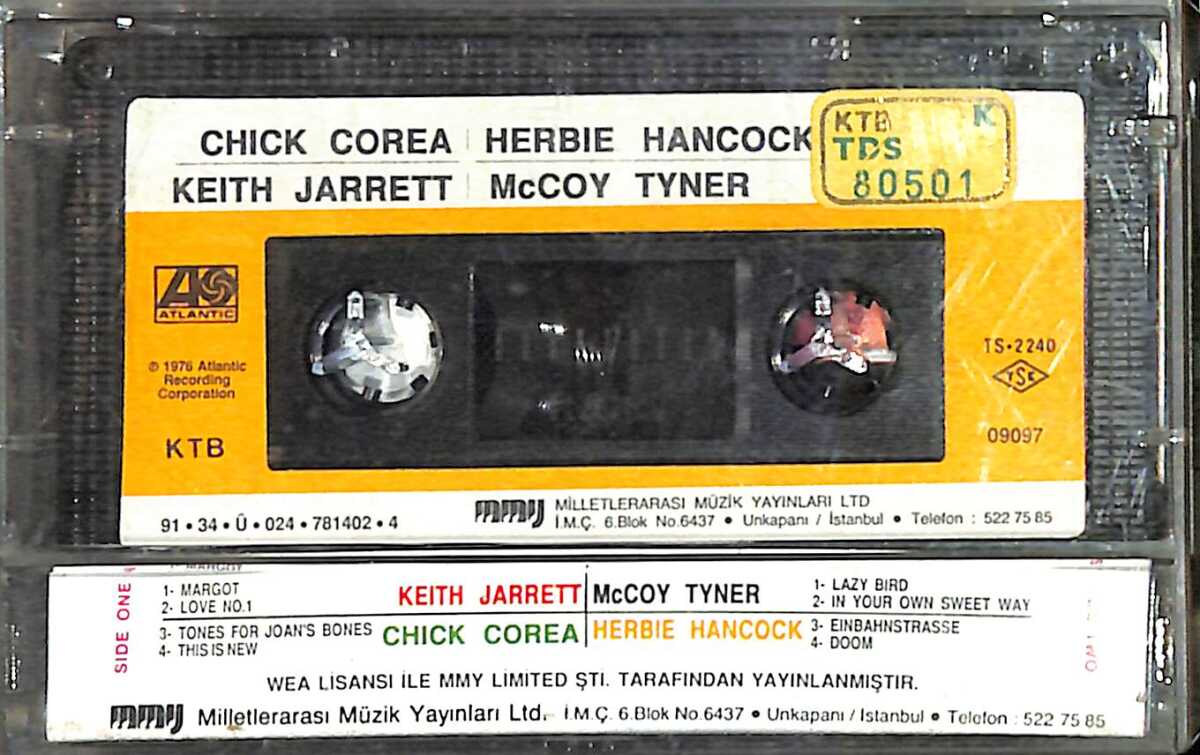 CHICK COREA HERBIE HANCOCK
KEITH JARRETT McCOY TYNER
KTB K
TDS
80501
ATLANTIC
℗ 1976 Atlantic
Recording
Corporation
KTB
TS•2240
TSE
09097
91 • 34 • Ü • 024 • 781402 • 4
mmy MİLLETLERARASI MÜZİK YAYINLARI LTD
İ.M.Ç. 6.Blok No.6437 • Unkapanı / İstanbul • Telefon : 522 75 85
SIDE ONE
1- MARGOT
2- LOVE NO.1
3- TONES FOR JOAN'S BONES
4- THIS IS NEW
KEITH JARRETT McCOY TYNER
CHICK COREA HERBIE HANCOCK
1- LAZY BIRD
2- IN YOUR OWN SWEET WAY
3- EINBAHNSTRASSE
4- DOOM
WEA LİSANSI İLE MMY LİMİTED ŞTİ. TARAFINDAN YAYINLANMIŞTIR.
mmy Milletlerarası Müzik Yayınları Ltd. İ.M.Ç. 6.Blok No.6437 • Unkapanı / İstanbul • Telefon : 522 75 85